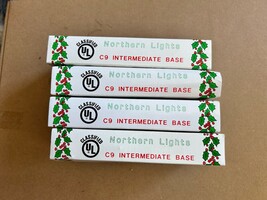 CLASSIFIED
UL
Northern Lights
C9 INTERMEDIATE BASE
CLASSIFIED
UL
Northern Lights
C9 INTERMEDIATE BASE
CLASSIFIED
UL
Northern Lights
C9 INTERMEDIATE BASE
CLASSIFIED
UL
Northern Lights
C9 INTERMEDIATE BASE